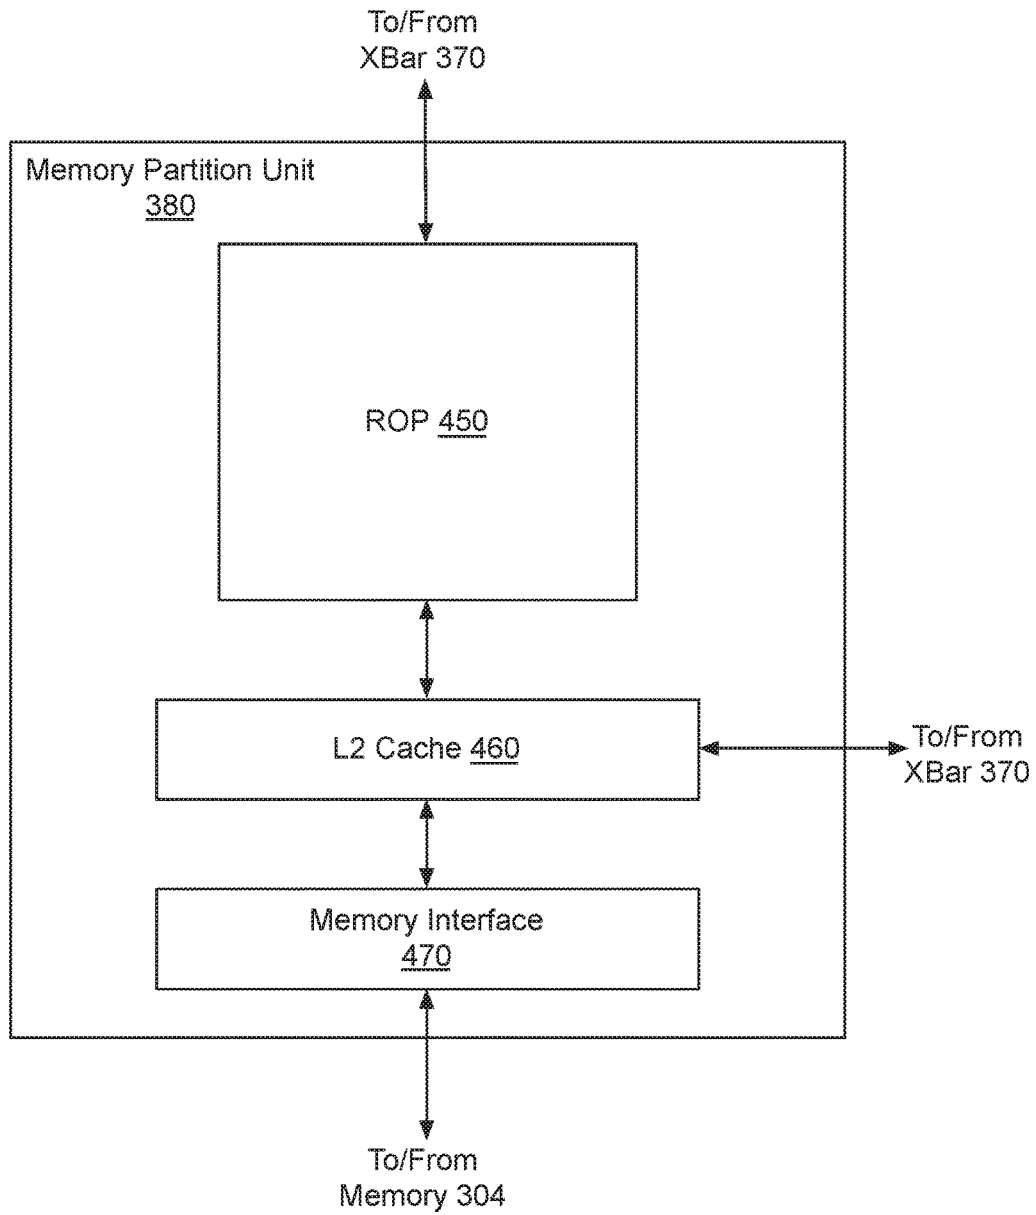 To/From
XBar 370
Memory Partition Unit
380
ROP 450
L2 Cache 460
To/From
XBar 370
Memory Interface
470
To/From
Memory 304